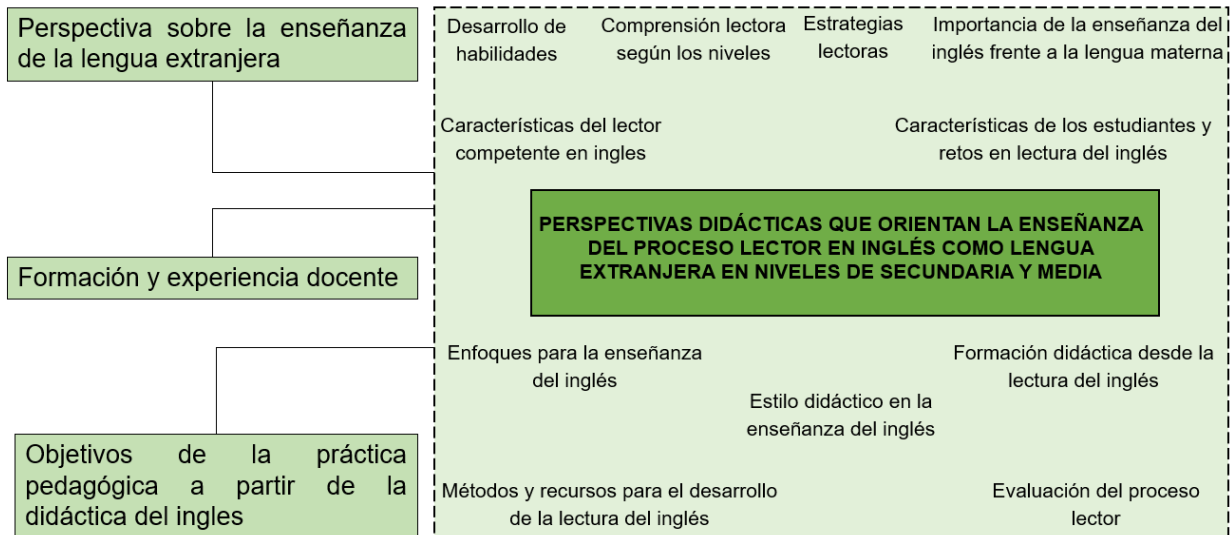 Perspectiva sobre la enseñanza
de la lengua extranjera
Formación y experiencia docente
Objetivos de la práctica
pedagógica a partir de la
didáctica del ingles
Desarrollo de
habilidades
Comprensión lectora
según los niveles
Estrategias
lectoras
Importancia de la enseñanza del
inglés frente a la lengua materna
Características del lector
competente en ingles
Características de los estudiantes y
retos en lectura del inglés
PERSPECTIVAS DIDÁCTICAS QUE ORIENTAN LA ENSEÑANZA
DEL PROCESO LECTOR EN INGLÉS COMO LENGUA
EXTRANJERA EN NIVELES DE SECUNDARIA Y MEDIA
Enfoques para la enseñanza
del inglés
Formación didáctica desde la
lectura del inglés
Estilo didáctico en la
enseñanza del inglés
Métodos y recursos para el desarrollo
de la lectura del inglés
Evaluación del proceso
lector